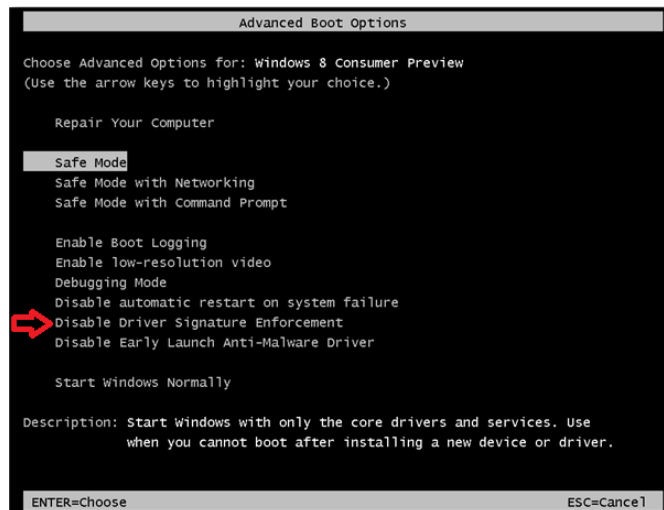 Advanced Boot Options
Choose Advanced Options for: Windows 8 Consumer Preview
(Use the arrow keys to highlight your choice.)
Repair Your Computer
Safe Mode
Safe Mode with Networking
Safe Mode with Command Prompt
Enable Boot Logging
Enable low-resolution video
Debugging Mode
Disable automatic restart on system failure
Disable Driver Signature Enforcement
Disable Early Launch Anti-Malware Driver
Start Windows Normally
Description: Start Windows with only the core drivers and services. Use
when you cannot boot after installing a new device or driver.
ENTER=Choose ESC=Cancel